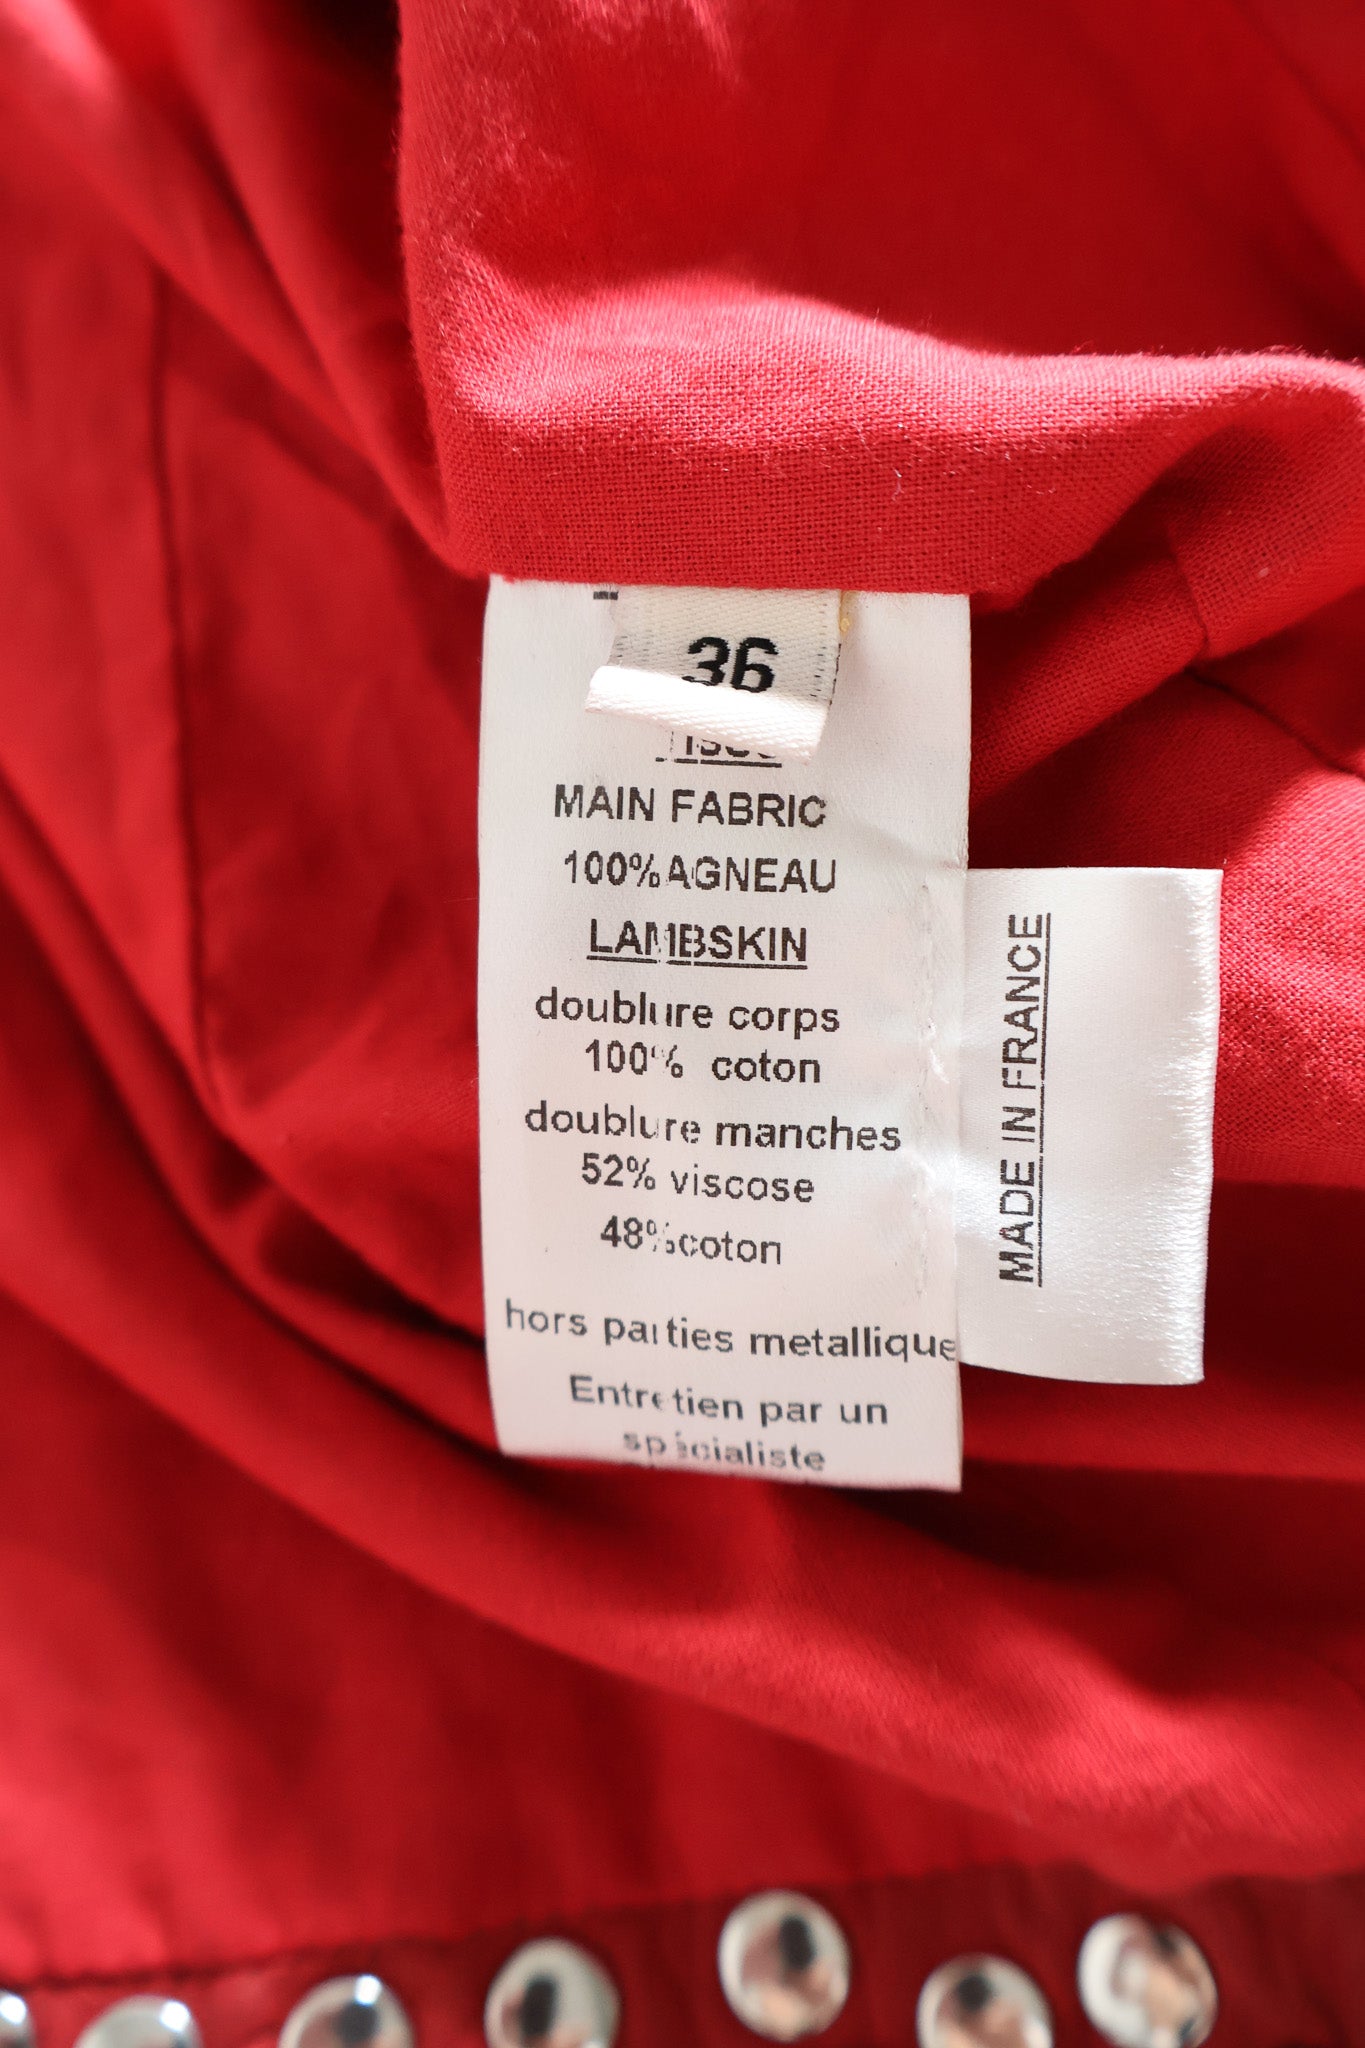 36
MAIN FABRIC
100%AGNEAU
LAMBSKIN
doublure corps
100% coton
doublure manches
52% viscose
48%coton
hors parties metallique
Entretien par un
spécialiste
MADE IN FRANCE